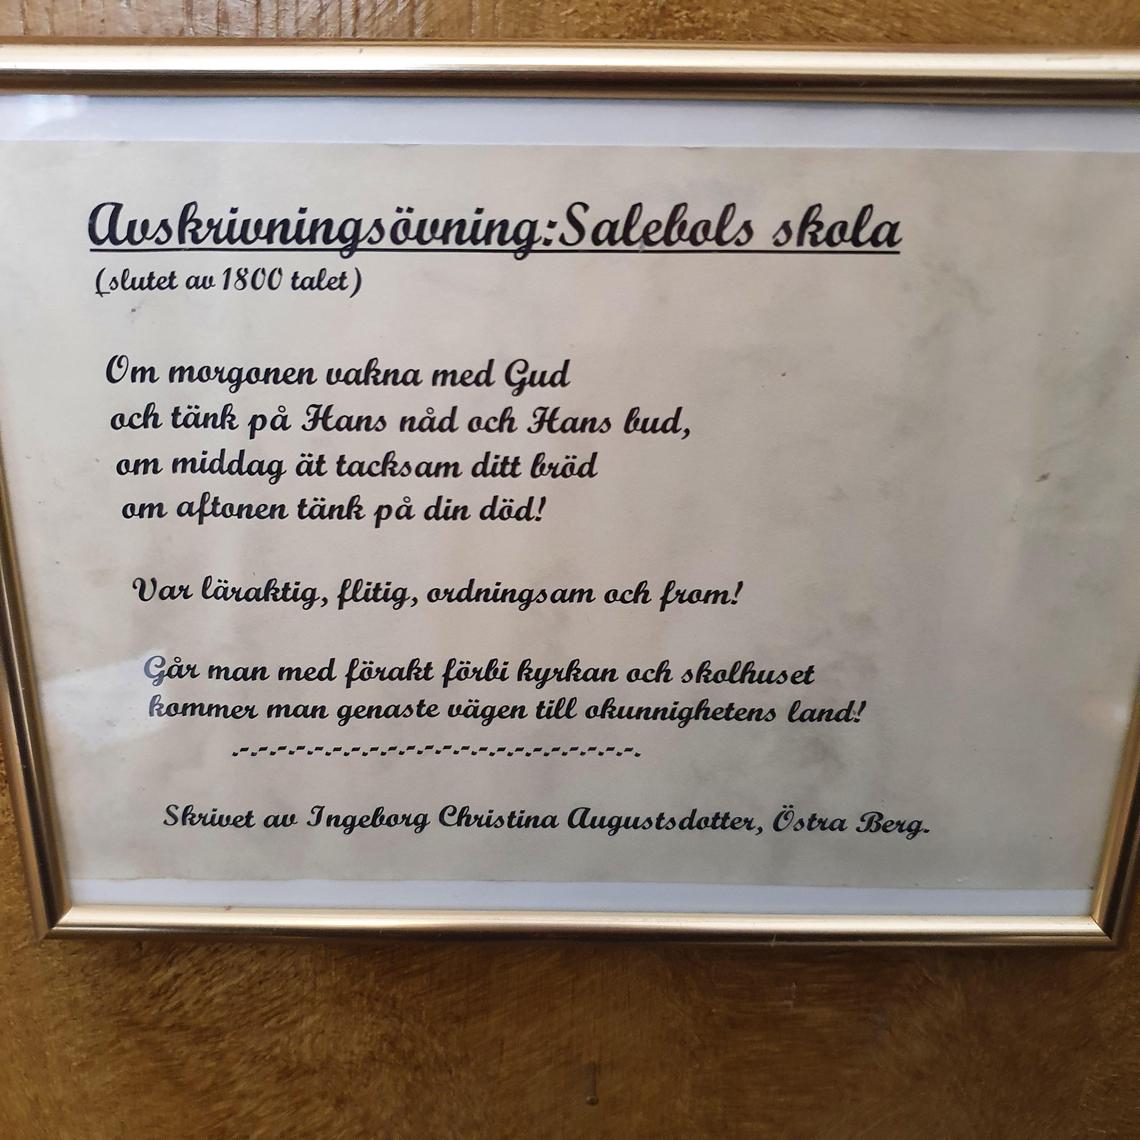 Avskrivningsövning:Salebols skola
(slutet av 1800 talet)
Om morgonen vakna med Gud
och tänk på Hans nåd och Hans bud,
om middag ät tacksam ditt bröd
om aftonen tänk på din död!
Var läraktig, flitig, ordningsam och from!
Går man med förakt förbi kyrkan och skolhuset
kommer man genaste vägen till okunnighetens land!
.-.-.-.-.-.-.-.-.-.-.-.-.-.-.-.-.-.-.-.-.-.-.
Skrivet av Ingeborg Christina Augustsdotter, Östra Berg.